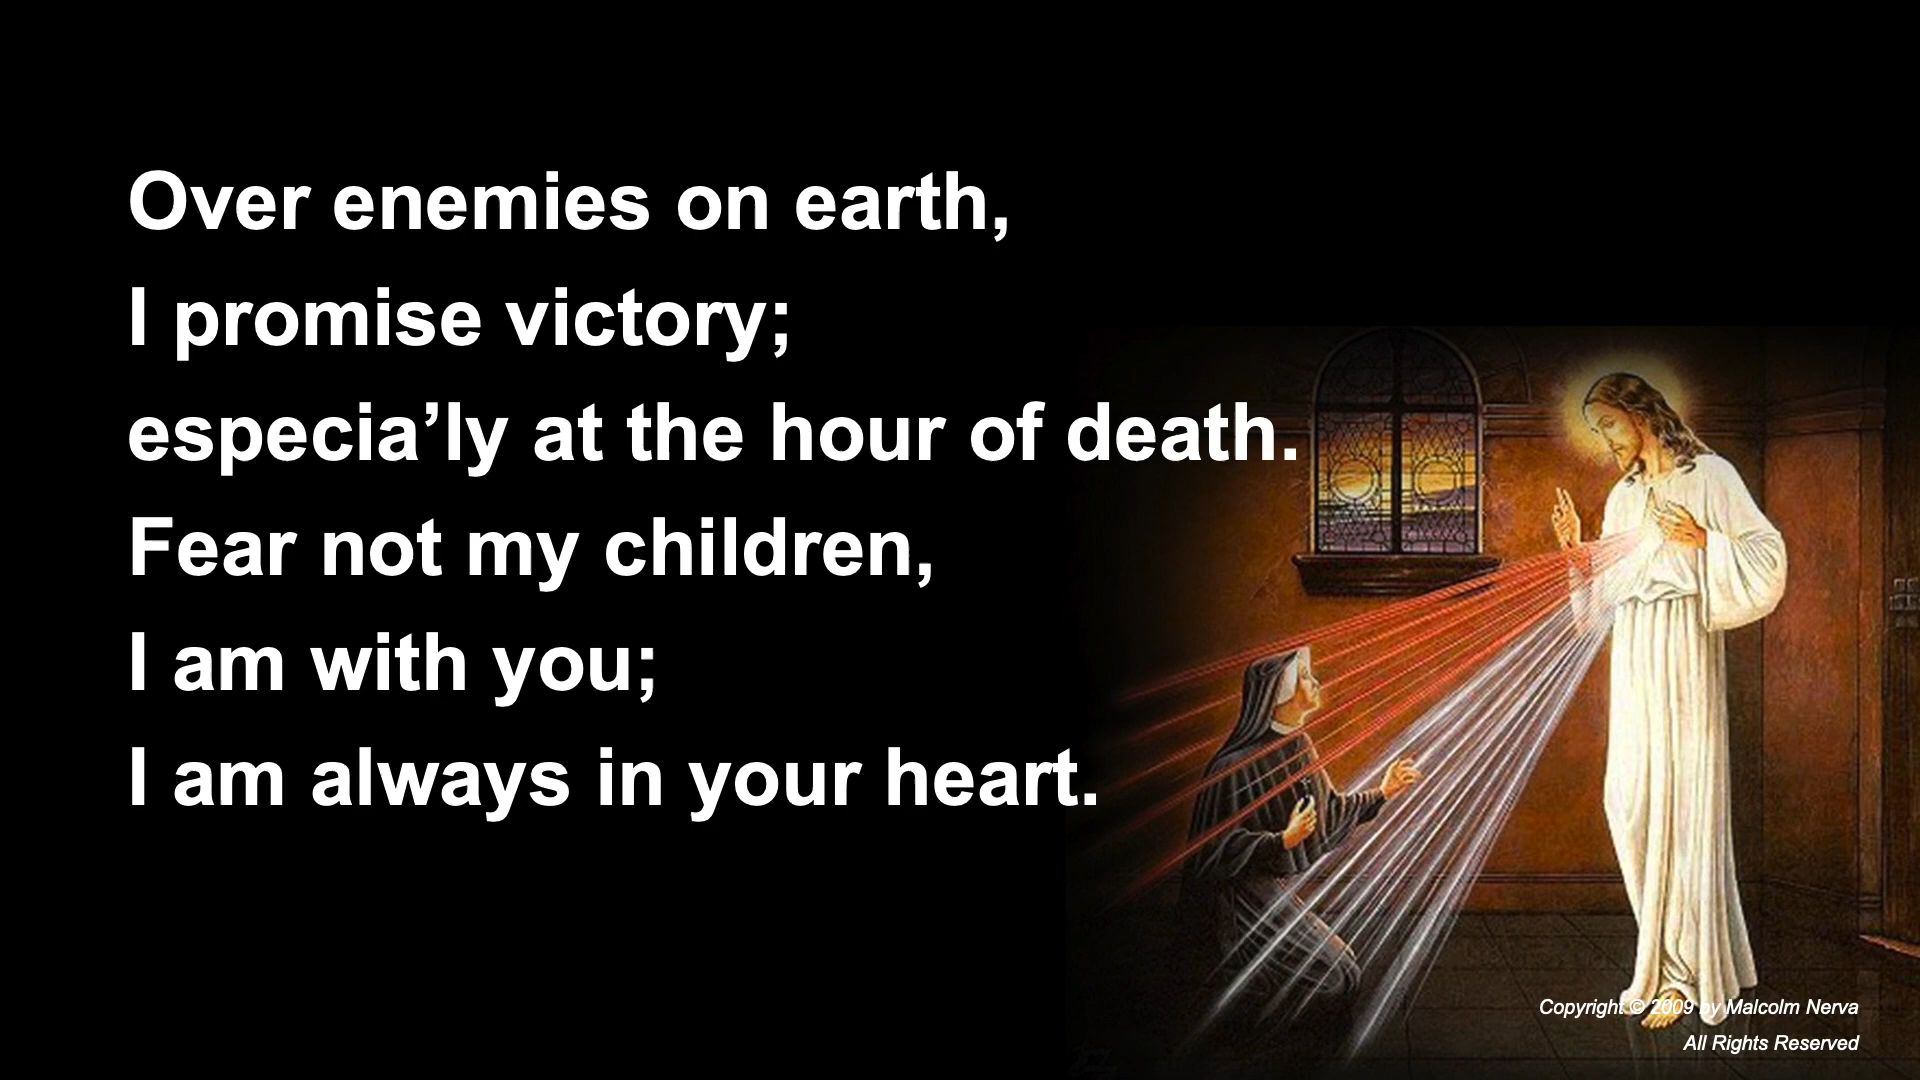 Over enemies on earth,
I promise victory;
especia’ly at the hour of death.
Fear not my children,
I am with you;
I am always in your heart.
Copyright © 2009 by Malcolm Nerva
All Rights Reserved